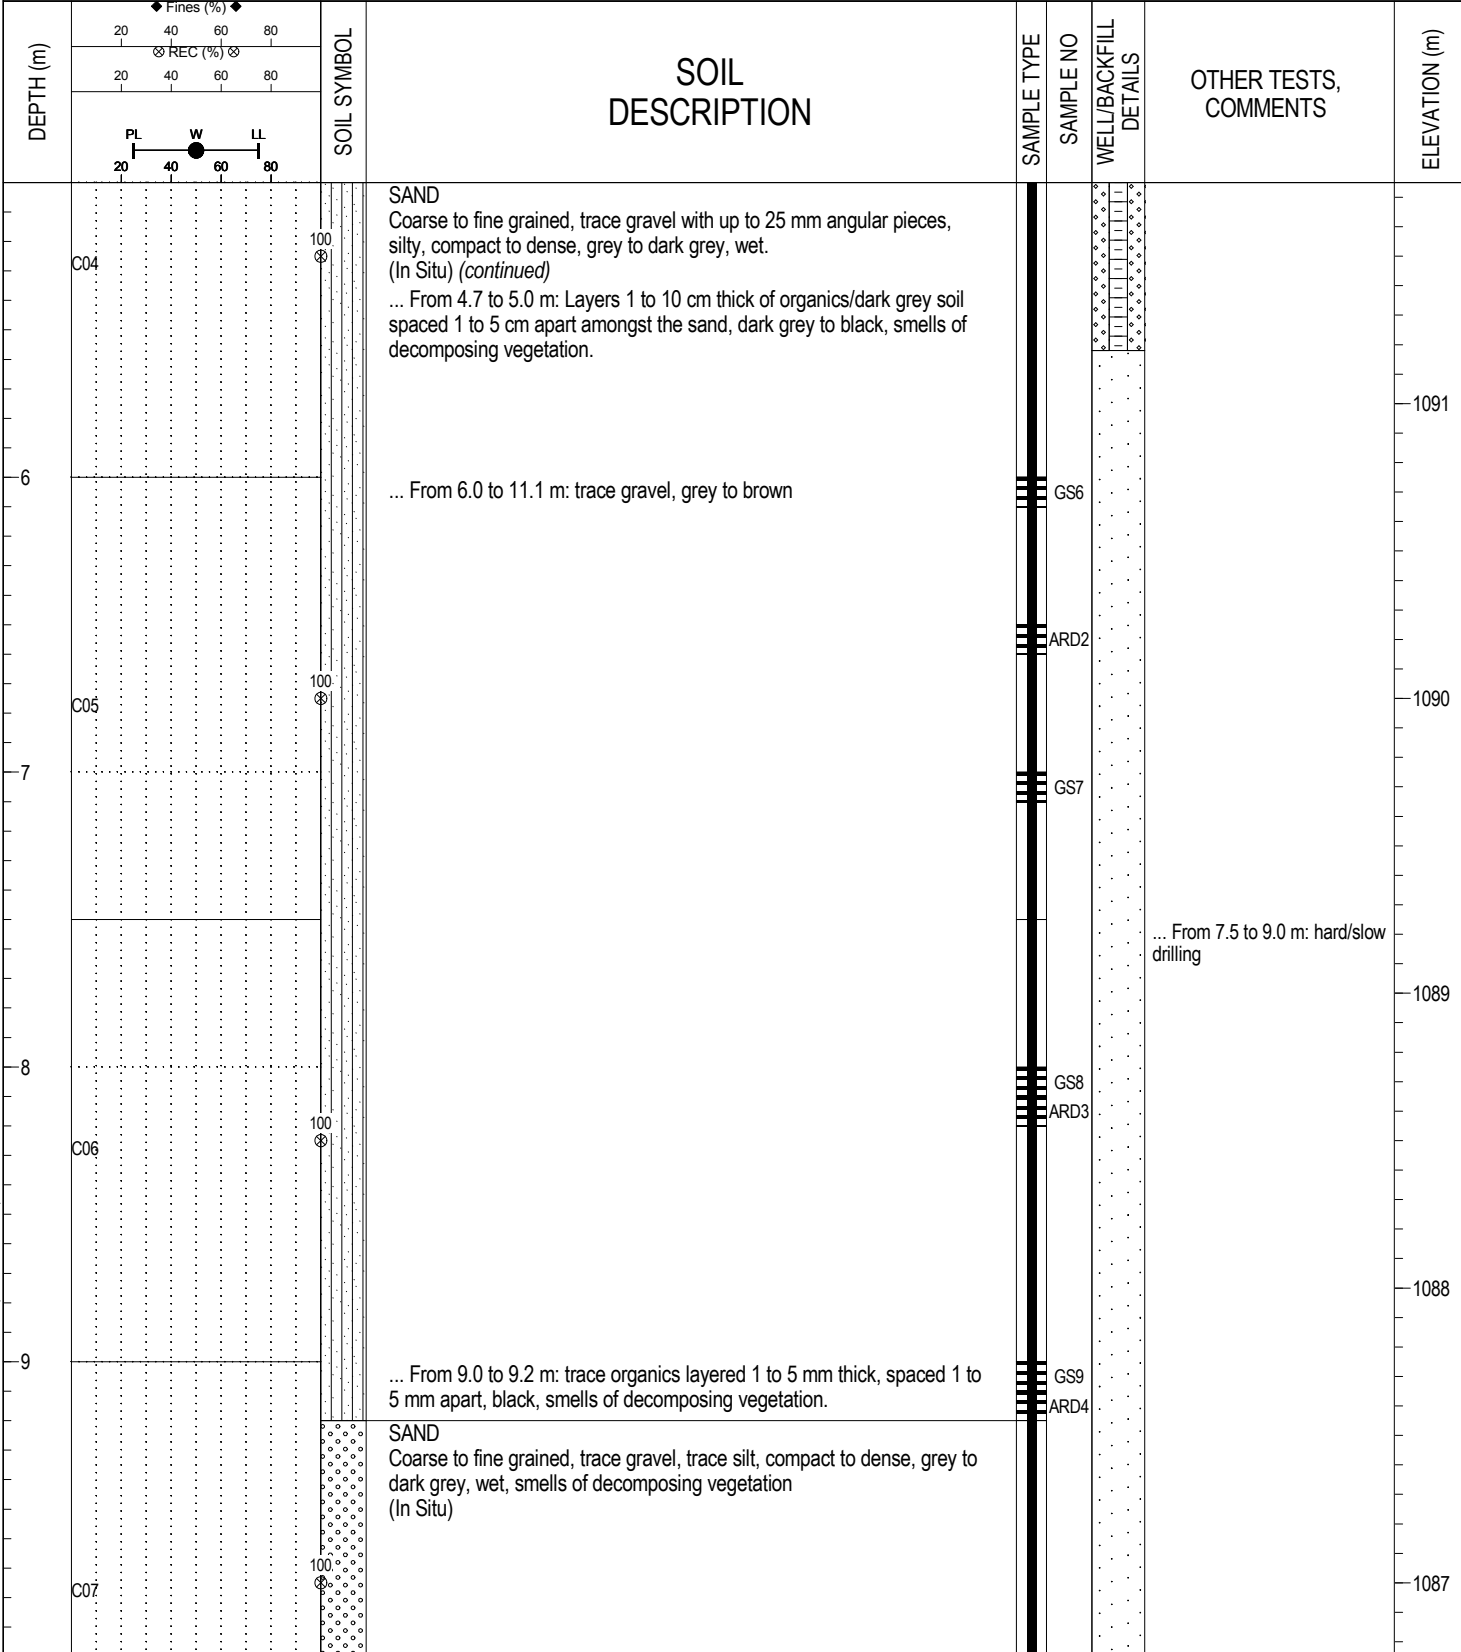 DEPTH (m)
◆ Fines (%) ◆
20 40 60 80
⊗ REC (%) ⊗
20 40 60 80
PL W LL
20 40 60 80
SOIL SYMBOL
SOIL
DESCRIPTION
SAMPLE TYPE
SAMPLE NO
WELL/BACKFILL
DETAILS
OTHER TESTS,
COMMENTS
ELEVATION (m)
SAND
Coarse to fine grained, trace gravel with up to 25 mm angular pieces,
silty, compact to dense, grey to dark grey, wet.
(In Situ) (continued)
100
C04
... From 4.7 to 5.0 m: Layers 1 to 10 cm thick of organics/dark grey soil
spaced 1 to 5 cm apart amongst the sand, dark grey to black, smells of
decomposing vegetation.
1091
6
... From 6.0 to 11.1 m: trace gravel, grey to brown
GS6
ARD2
100
C05
1090
7
GS7
... From 7.5 to 9.0 m: hard/slow
drilling
1089
8
GS8
ARD3
100
C06
1088
9
... From 9.0 to 9.2 m: trace organics layered 1 to 5 mm thick, spaced 1 to
5 mm apart, black, smells of decomposing vegetation.
GS9
ARD4
SAND
Coarse to fine grained, trace gravel, trace silt, compact to dense, grey to
dark grey, wet, smells of decomposing vegetation
(In Situ)
100
C07
1087